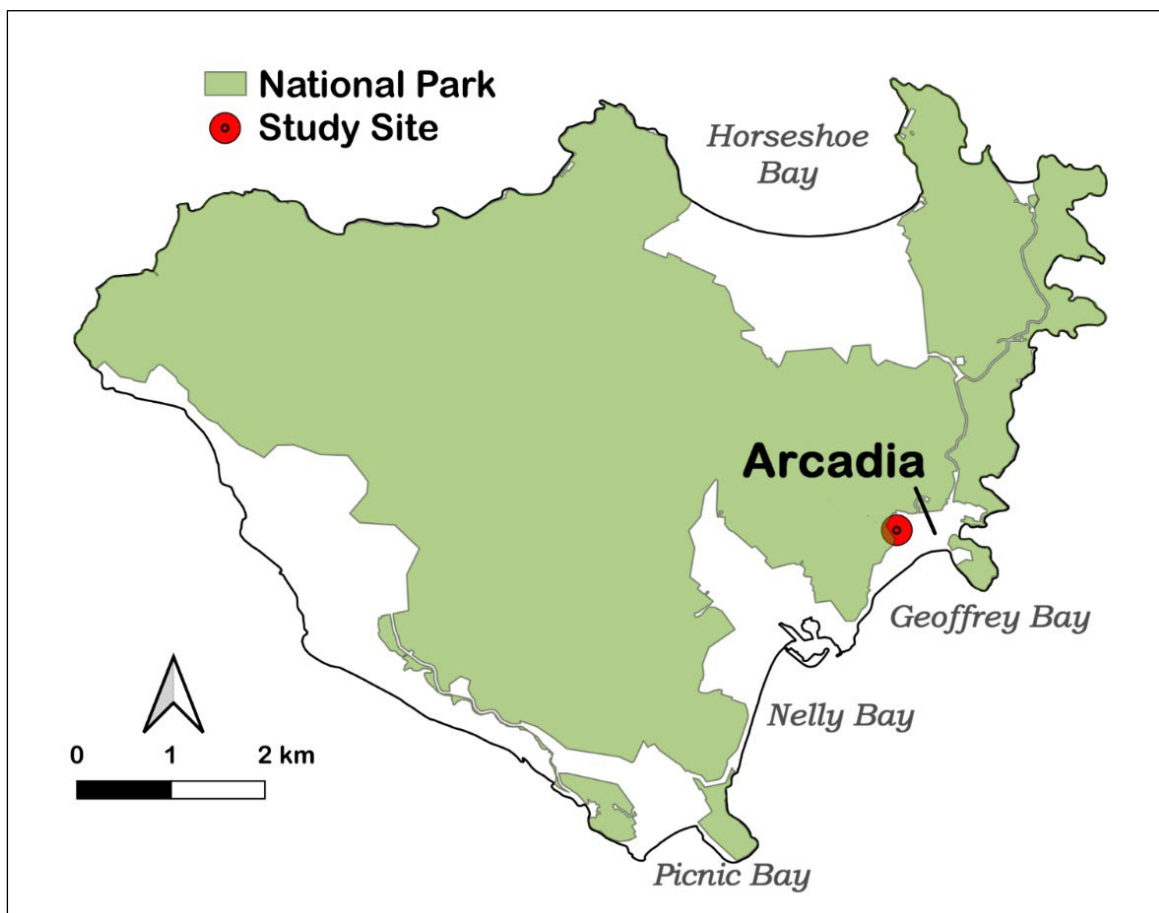 National Park
Study Site
Horseshoe
Bay
Arcadia
Geoffrey Bay
Nelly Bay
0 1 2 km
Picnic Bay